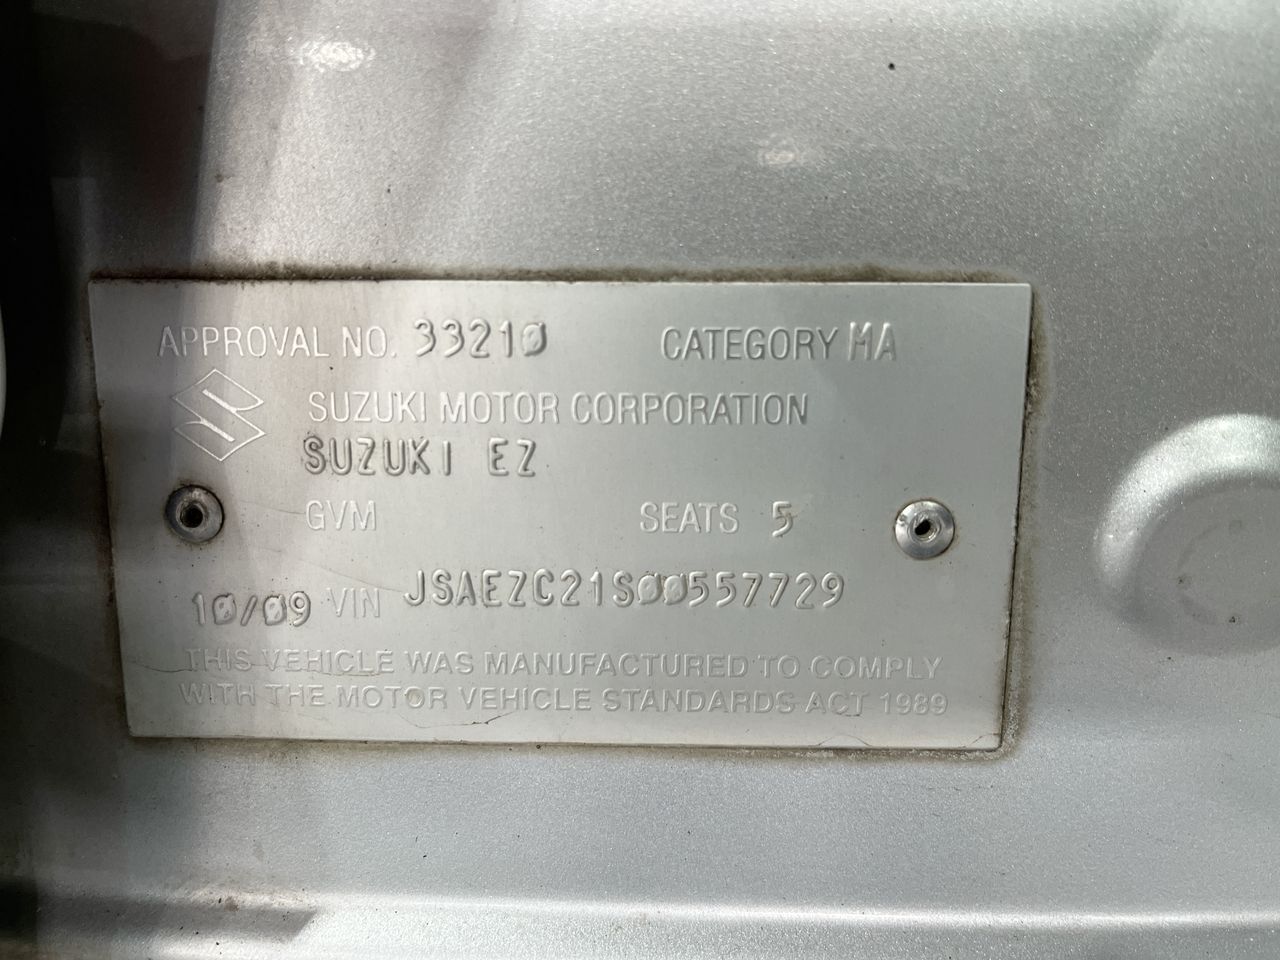 APPROVAL NO. 33210 CATEGORY MA
SUZUKI MOTOR CORPORATION
SUZUKI EZ
GVM SEATS 5
10/09 VIN JSAEZC21S00557729
THIS VEHICLE WAS MANUFACTURED TO COMPLY
WITH THE MOTOR VEHICLE STANDARDS ACT 1989